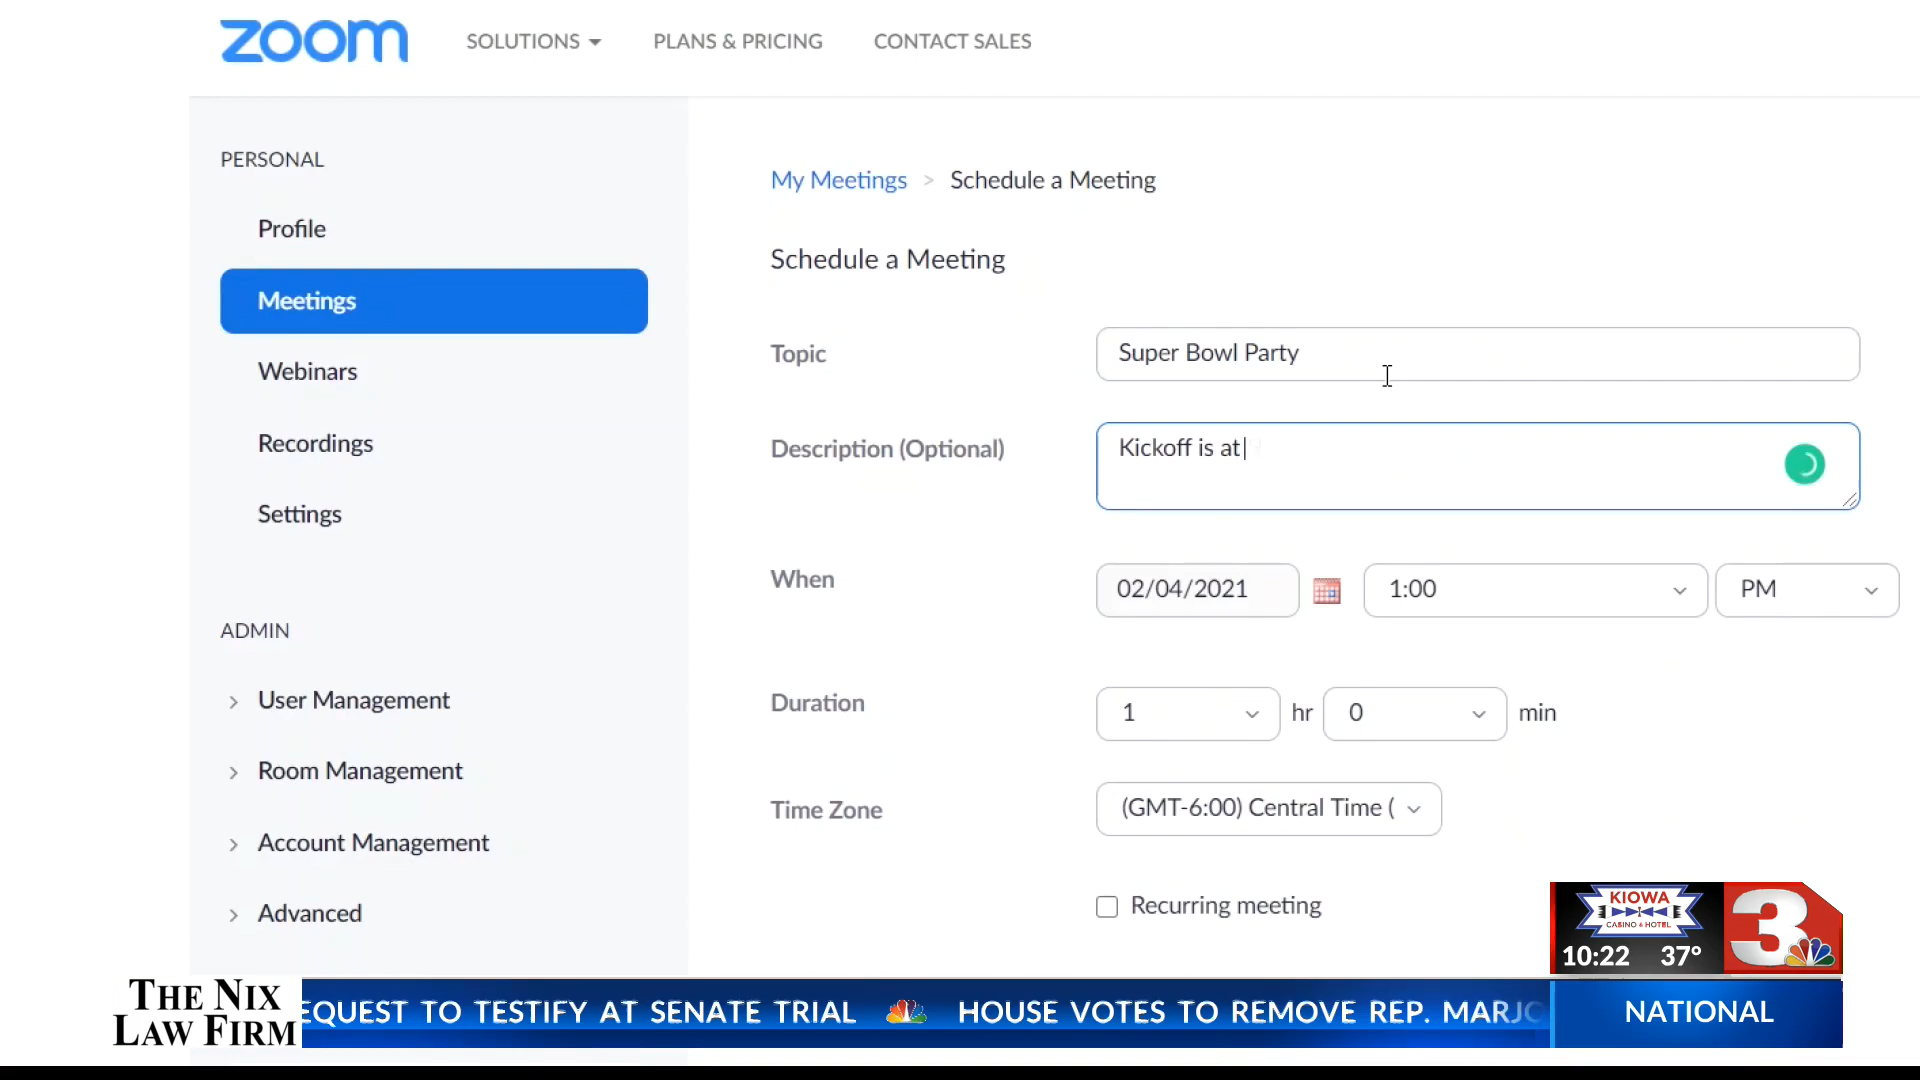 zoom
SOLUTIONS
PLANS & PRICING
CONTACT SALES
PERSONAL
Profile
Meetings
Webinars
Recordings
Settings
ADMIN
User Management
Room Management
Account Management
Advanced
My Meetings > Schedule a Meeting
Schedule a Meeting
Topic
Super Bowl Party
Description (Optional)
Kickoff is at
When
02/04/2021
1:00
PM
Duration
1
hr
0
min
Time Zone
(GMT-6:00) Central Time (
Recurring meeting
KIOWA
CASINO & HOTEL
10:22 37°
3
THE NIX
LAW FIRM
EQUEST TO TESTIFY AT SENATE TRIAL HOUSE VOTES TO REMOVE REP. MARJO
NATIONAL